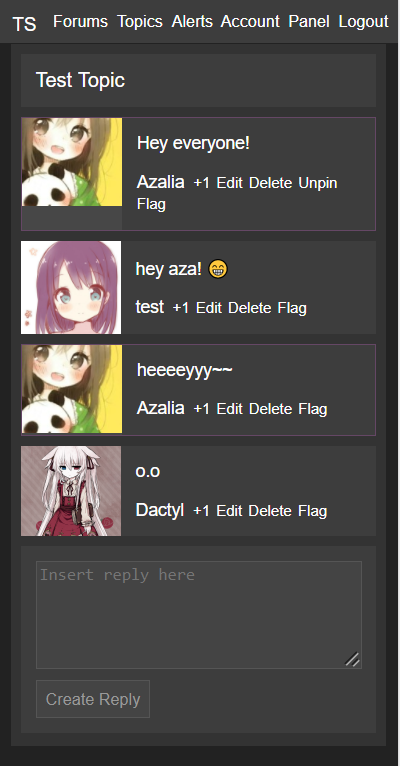 TS Forums Topics Alerts Account Panel Logout
Test Topic
Hey everyone!
Azalia +1 Edit Delete Unpin
Flag
hey aza! 😁
test +1 Edit Delete Flag
heeeeyyy~~
Azalia +1 Edit Delete Flag
o.o
Dactyl +1 Edit Delete Flag
Insert reply here
Create Reply